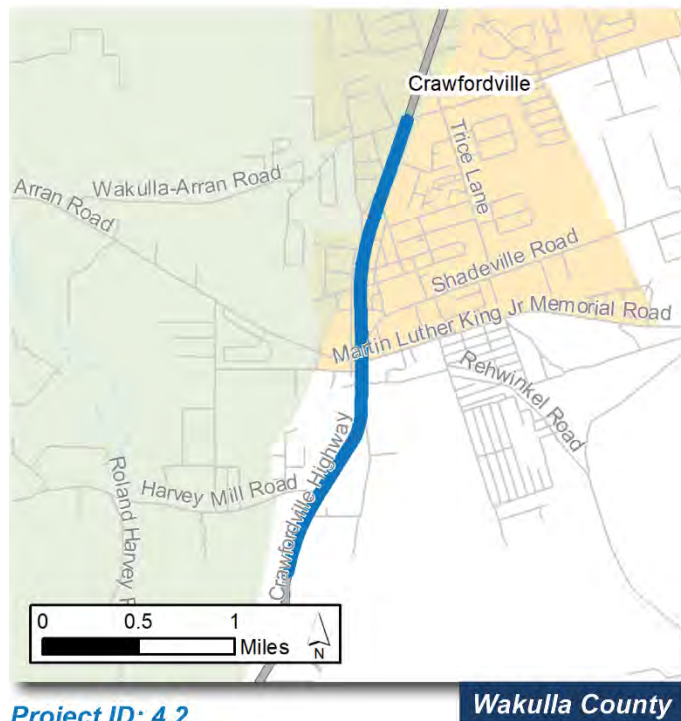 Crawfordville
Trice Lane
Wakulla-Arran Road
Arran Road
Shadeville Road
Martin Luther King Jr Memorial Road
Rehwinkel Road
Crawfordville Highway
Harvey Mill Road
Roland Harvey
0 0.5 1
Miles
N
Project ID: 4.2
Wakulla County